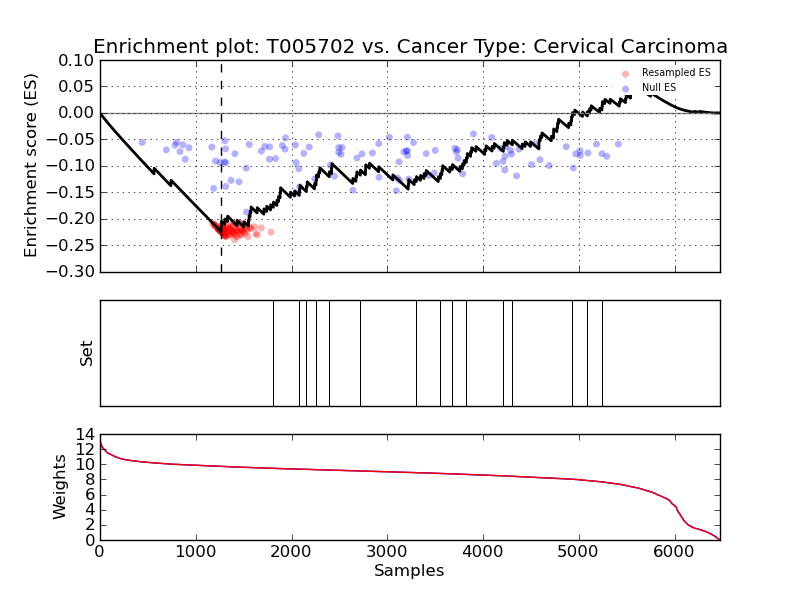 Enrichment plot: T005702 vs. Cancer Type: Cervical Carcinoma
Enrichment score (ES)
0.10
0.05
0.00
−0.05
−0.10
−0.15
−0.20
−0.25
−0.30
Resampled ES
Null ES
Set
Weights
14
12
10
8
6
4
2
0
0 1000 2000 3000 4000 5000 6000
Samples